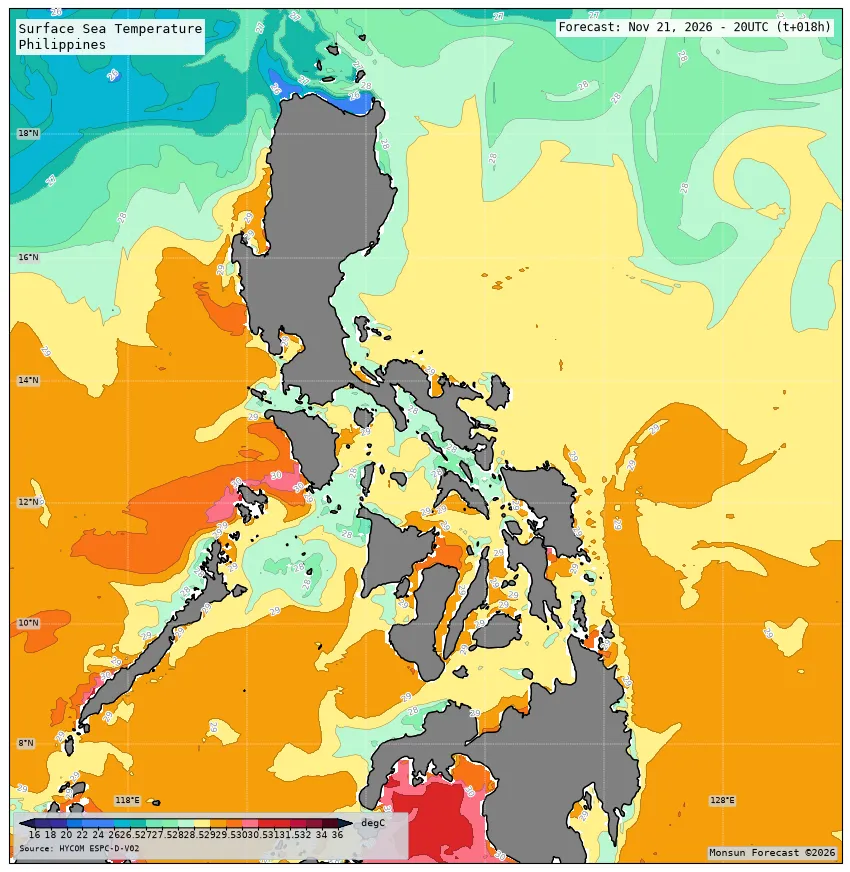 Surface Sea Temperature
Philippines
Forecast: Nov 21, 2026 - 20UTC (t+018h)
18°N
16°N
14°N
12°N
10°N
8°N
118°E
128°E
degC
16 18 20 22 24 26 26.5 27 27.5 28 28.5 29 29.5 30 30.5 31 31.5 32 34 36
Source: HYCOM ESPC-D-V02
Monsun Forecast ©2026